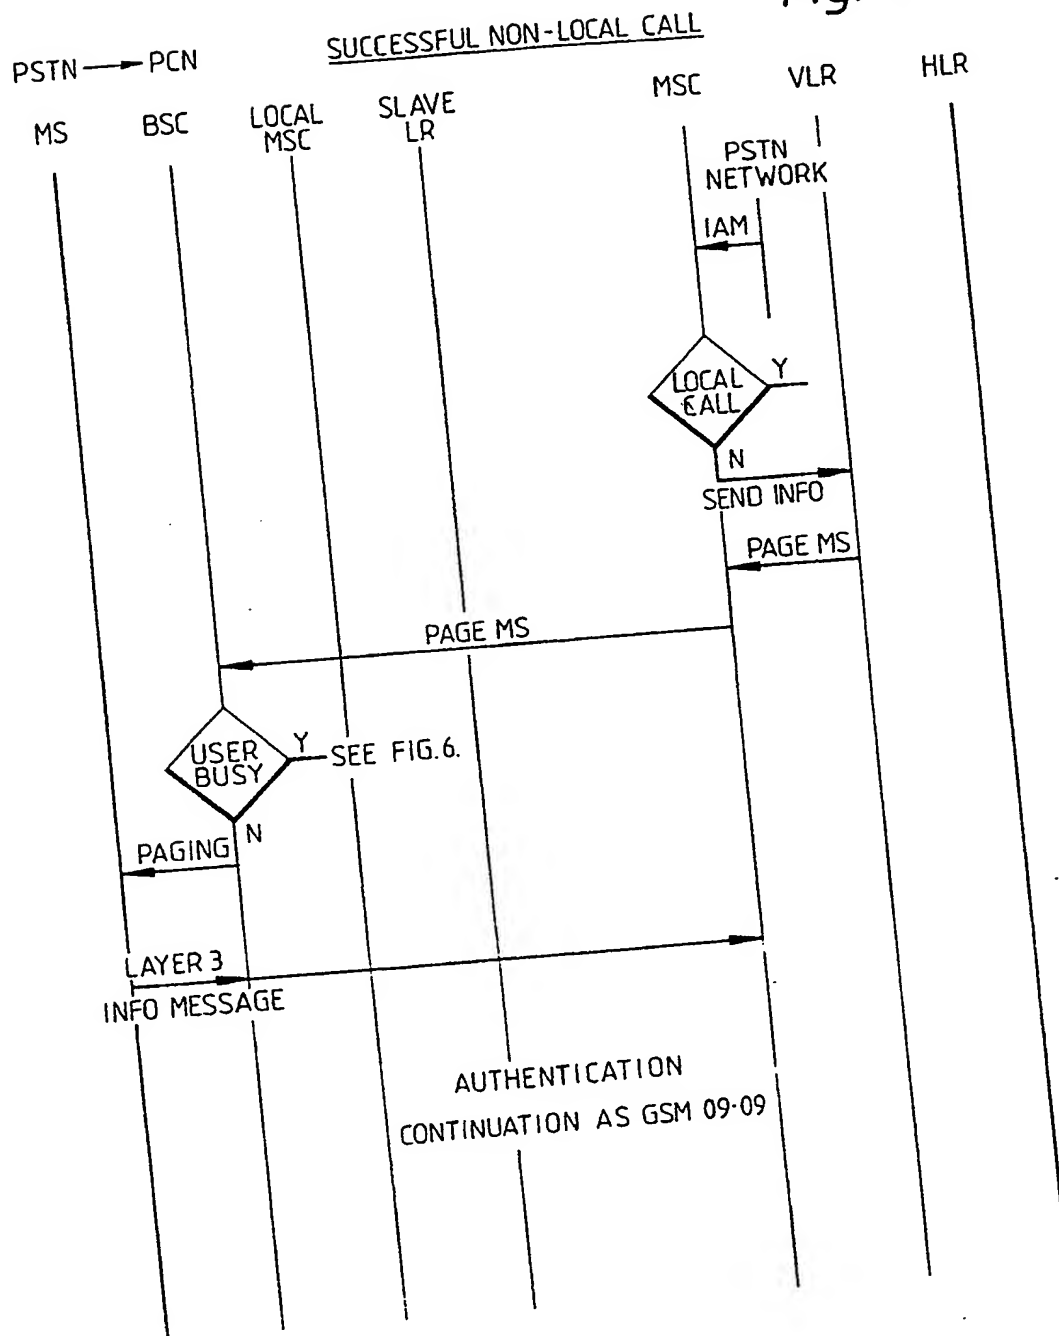 Fig.
SUCCESSFUL NON-LOCAL CALL
PSTN → PCN
MS
BSC
LOCAL
MSC
SLAVE
LR
MSC
VLR
HLR
PSTN
NETWORK
IAM
LOCAL
CALL
Y
N
SEND INFO
PAGE MS
PAGE MS
USER
BUSY
Y
SEE FIG.6.
N
PAGING
LAYER 3
INFO MESSAGE
AUTHENTICATION
CONTINUATION AS GSM 09·09